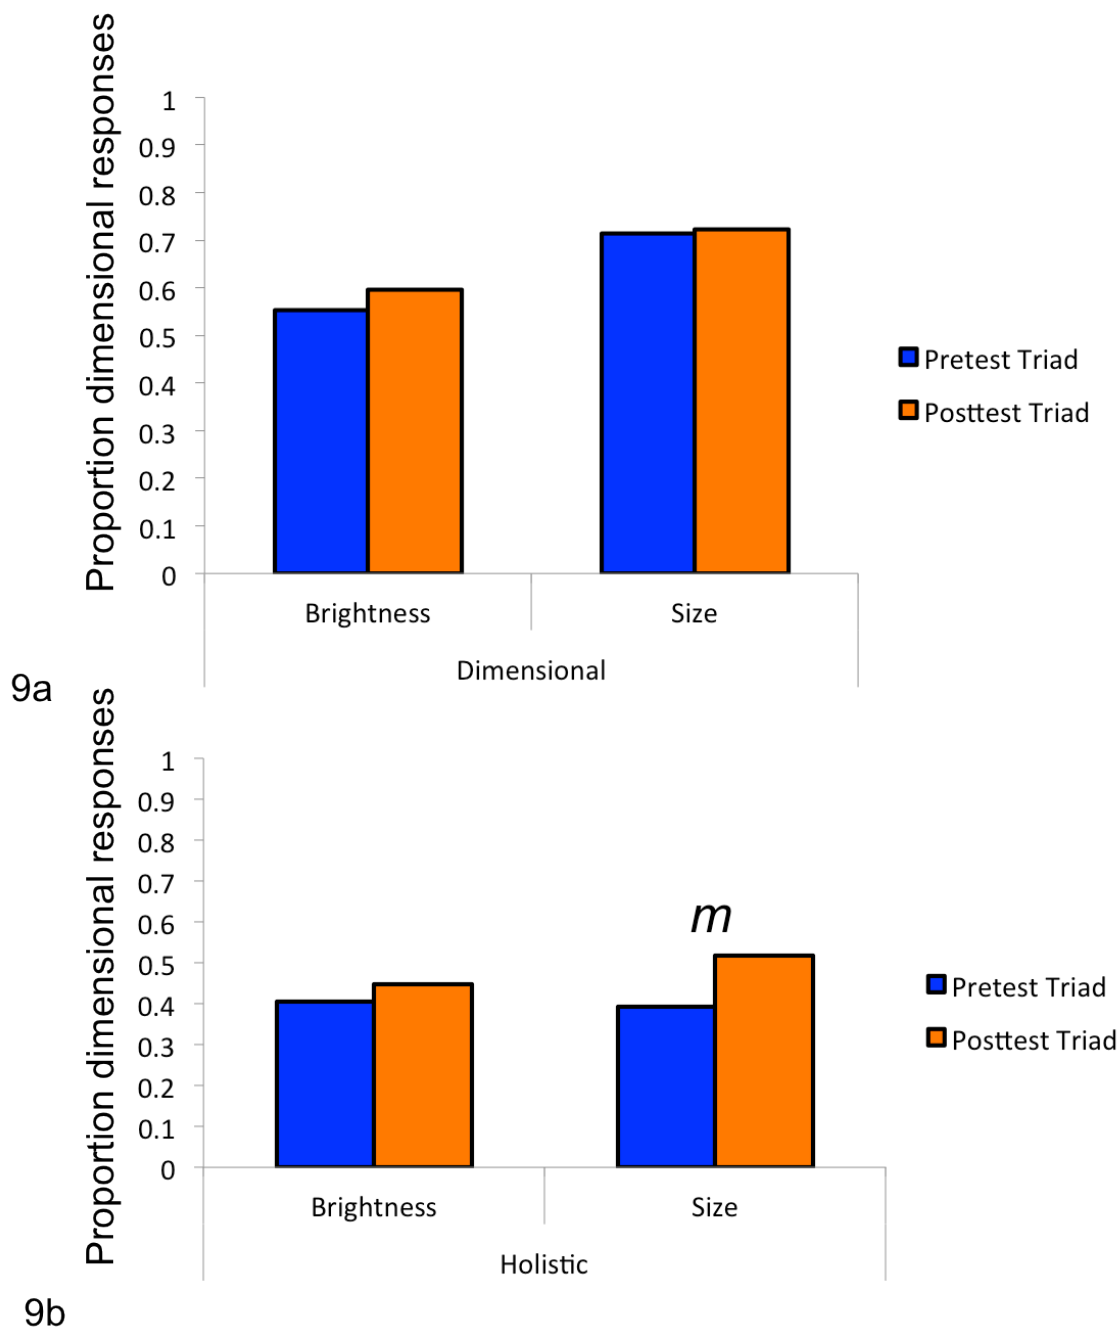 Proportion dimensional responses
1
0.9
0.8
0.7
0.6
0.5
0.4
0.3
0.2
0.1
0
Brightness
Size
Dimensional
Pretest Triad
Posttest Triad
9a
Proportion dimensional responses
1
0.9
0.8
0.7
0.6
0.5
0.4
0.3
0.2
0.1
0
m
Brightness
Size
Holistic
Pretest Triad
Posttest Triad
9b